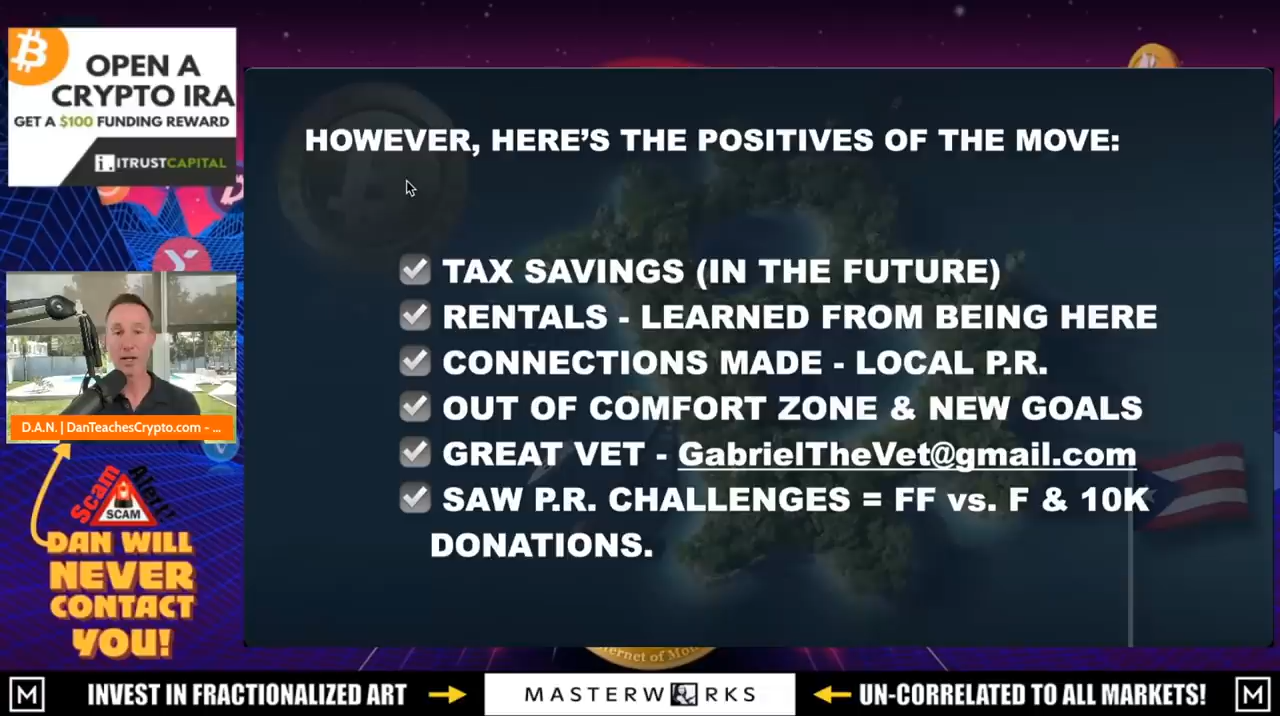 OPEN A
CRYPTO IRA
GET A $100 FUNDING REWARD
ITRUSTCAPITAL
HOWEVER, HERE'S THE POSITIVES OF THE MOVE:
TAX SAVINGS (IN THE FUTURE)
RENTALS - LEARNED FROM BEING HERE
CONNECTIONS MADE - LOCAL P.R.
OUT OF COMFORT ZONE & NEW GOALS
GREAT VET - GabrielTheVet@gmail.com
SAW P.R. CHALLENGES = FF vs. F & 10K
DONATIONS.
D.A.N. | DanTeachesCrypto.com - ...
Scam Alert!
SCAM
DAN WILL
NEVER
CONTACT
YOU!
M INVEST IN FRACTIONALIZED ART MASTERWORKS UN-CORRELATED TO ALL MARKETS! M